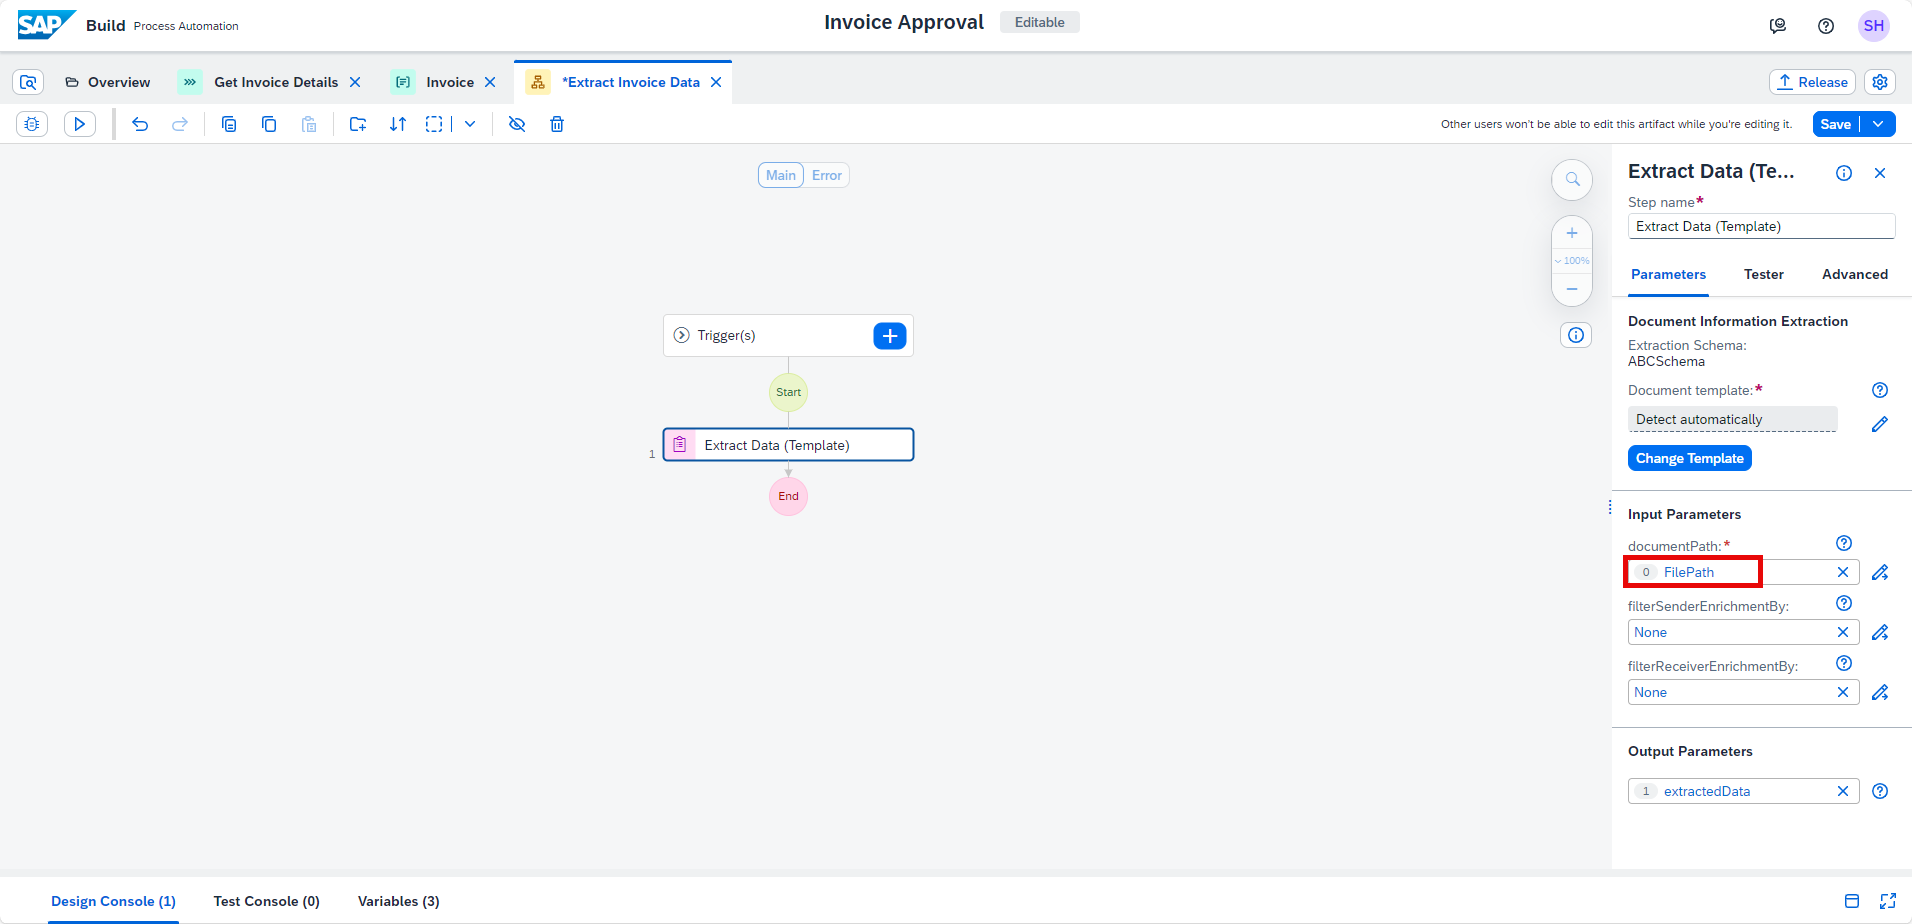 SAP Build Process Automation
Invoice Approval Editable
SH
Overview Get Invoice Details Invoice *Extract Invoice Data
Release
Other users won't be able to edit this artifact while you're editing it. Save
Main Error
100%
Trigger(s)
Start
1 Extract Data (Template)
End
Extract Data (Te...
Step name*
Extract Data (Template)
Parameters Tester Advanced
Document Information Extraction
Extraction Schema:
ABCSchema
Document template:*
Detect automatically
Change Template
Input Parameters
documentPath:*
0 FilePath
filterSenderEnrichmentBy:
None
filterReceiverEnrichmentBy:
None
Output Parameters
1 extractedData
Design Console (1) Test Console (0) Variables (3)